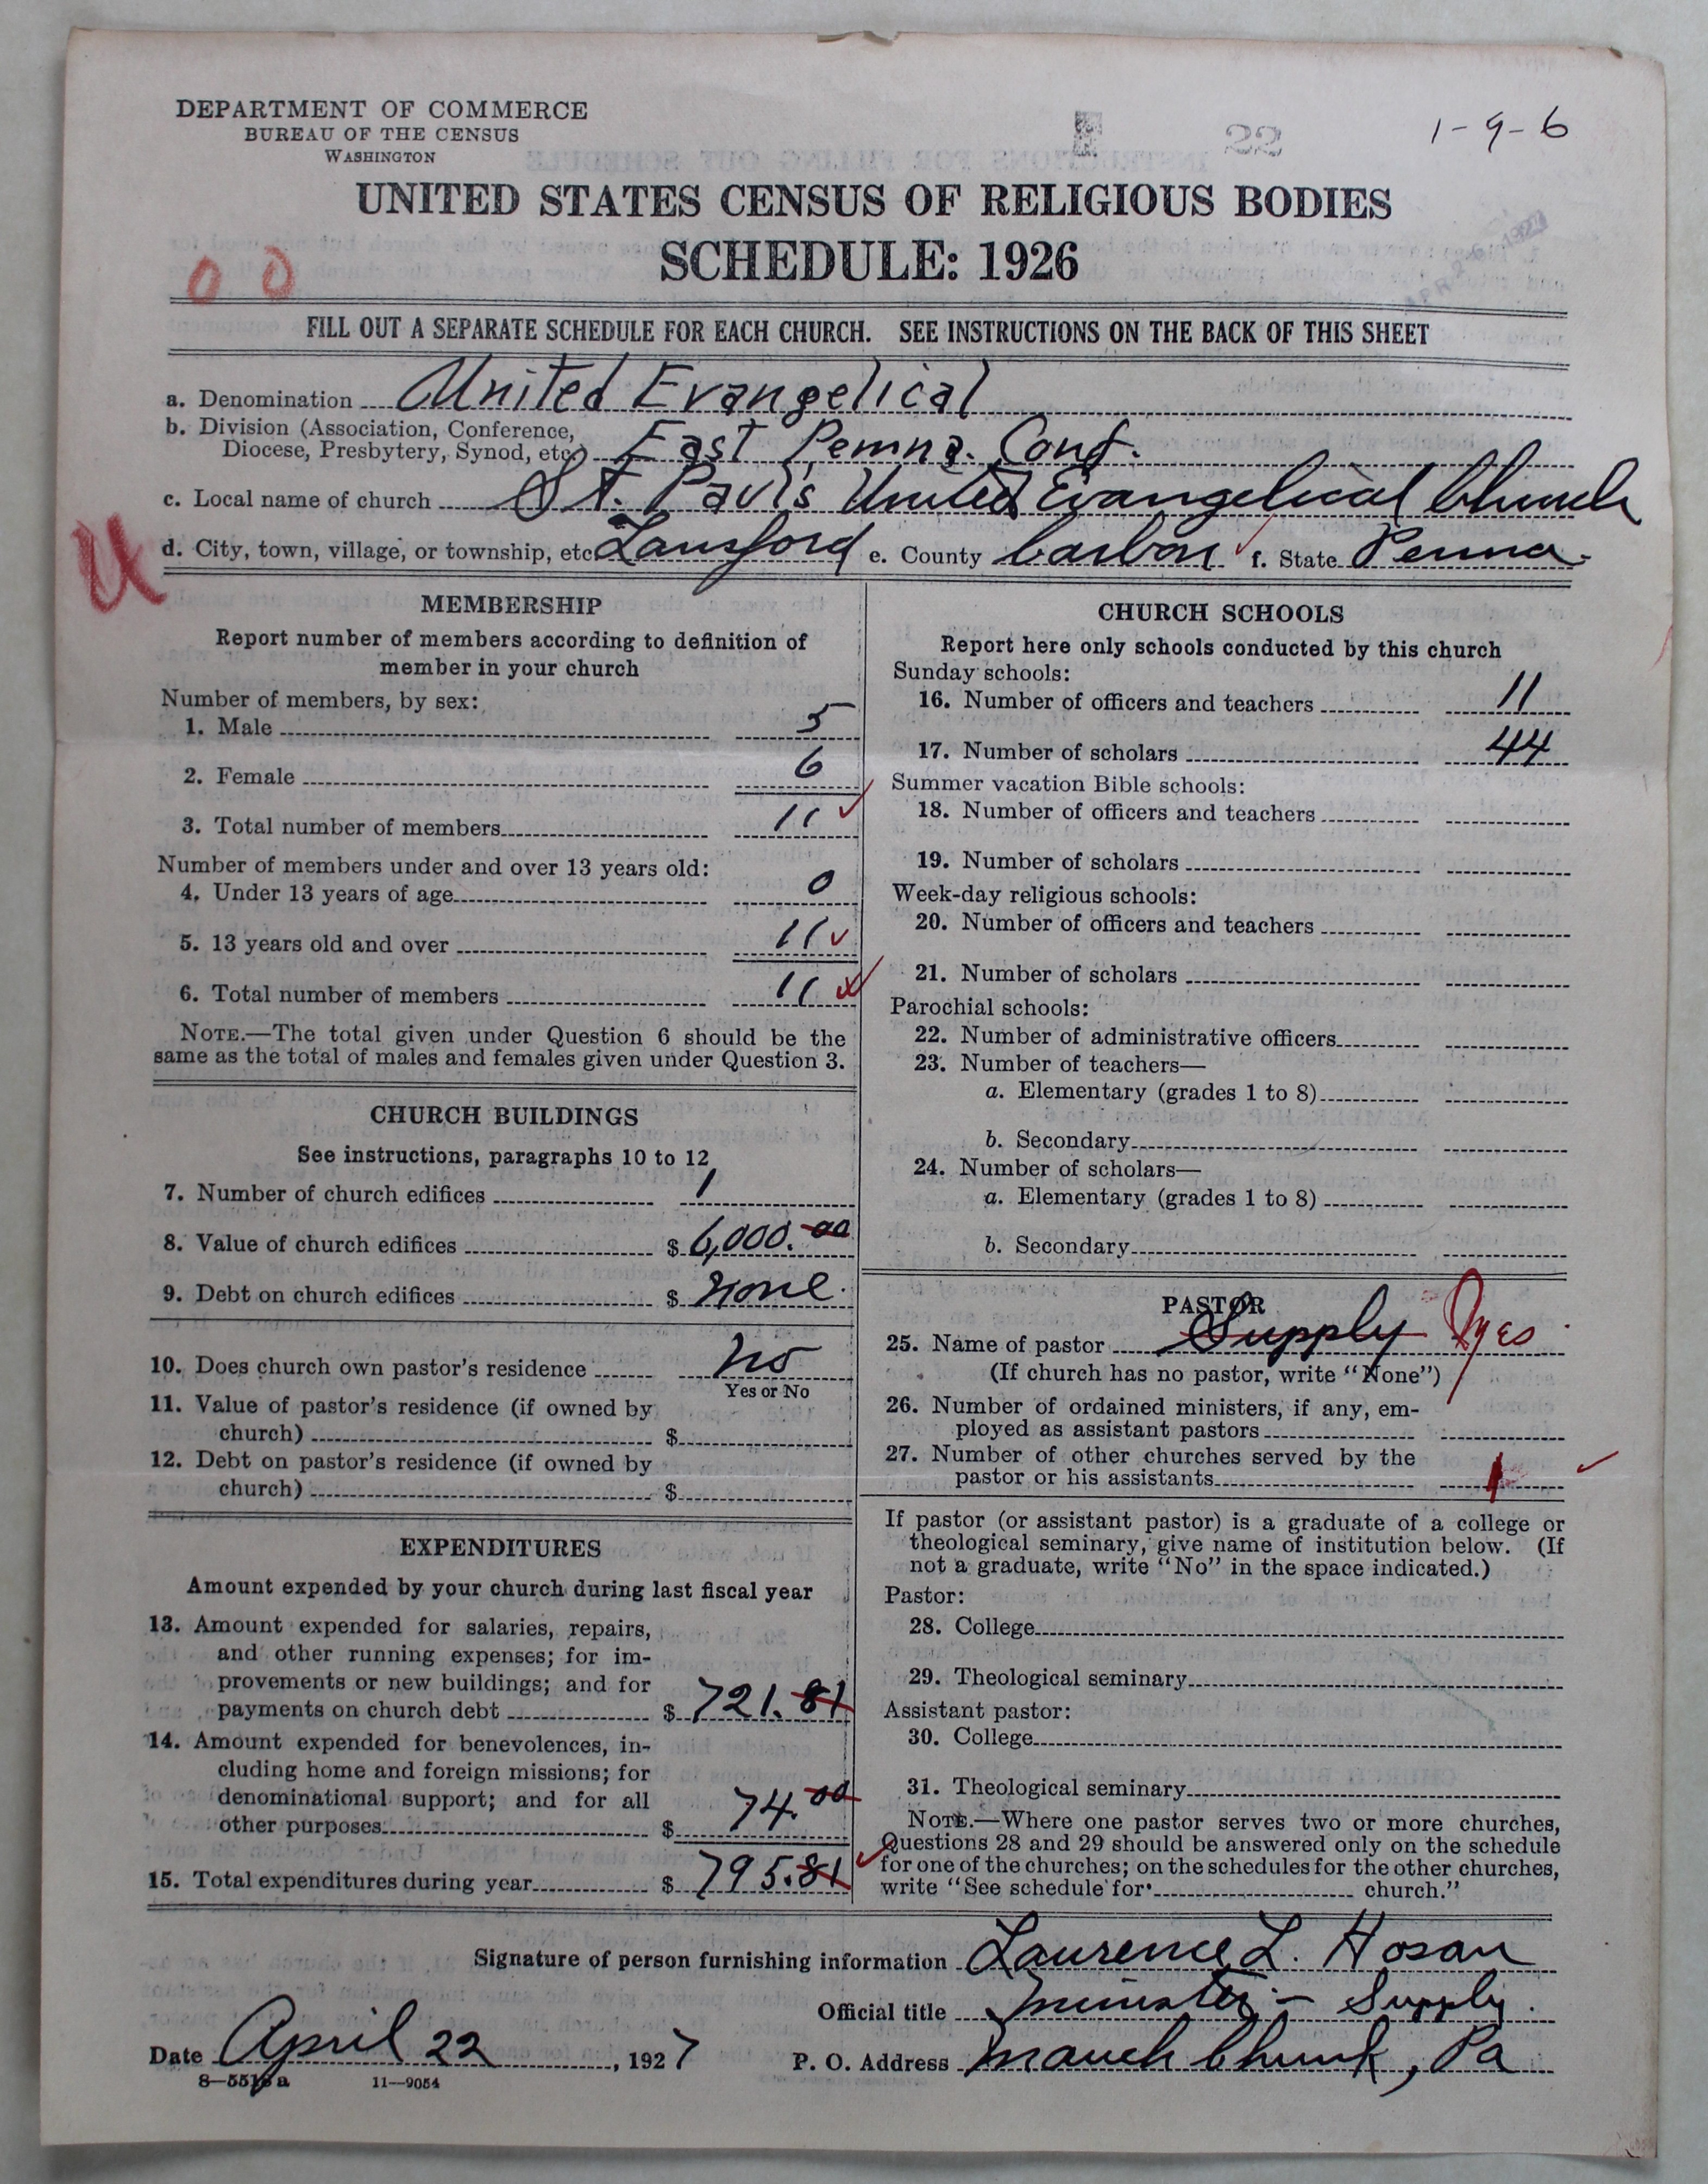 DEPARTMENT OF COMMERCE
BUREAU OF THE CENSUS
WASHINGTON
22
1-9-6
UNITED STATES CENSUS OF RELIGIOUS BODIES
SCHEDULE: 1926
0 0
FILL OUT A SEPARATE SCHEDULE FOR EACH CHURCH. SEE INSTRUCTIONS ON THE BACK OF THIS SHEET
a. Denomination United Evangelical
b. Division (Association, Conference,
Diocese, Presbytery, Synod, etc.) East Penna. Conf.
c. Local name of church St. Paul's United Evangelical Church
d. City, town, village, or township, etc. Lansford e. County Carbon f. State Penna.
U
MEMBERSHIP
Report number of members according to definition of
member in your church
Number of members, by sex:
1. Male 5
2. Female 6
3. Total number of members 11
Number of members under and over 13 years old:
4. Under 13 years of age 0
5. 13 years old and over 11
6. Total number of members 11
NOTE.—The total given under Question 6 should be the
same as the total of males and females given under Question 3.
CHURCH BUILDINGS
See instructions, paragraphs 10 to 12
7. Number of church edifices 1
8. Value of church edifices $ 6,000.00
9. Debt on church edifices $ none.
10. Does church own pastor's residence no
Yes or No
11. Value of pastor's residence (if owned by
church) $
12. Debt on pastor's residence (if owned by
church) $
EXPENDITURES
Amount expended by your church during last fiscal year
13. Amount expended for salaries, repairs,
and other running expenses; for im-
provements or new buildings; and for
payments on church debt $ 721.81
14. Amount expended for benevolences, in-
cluding home and foreign missions; for
denominational support; and for all
other purposes $ 74.00
15. Total expenditures during year $ 795.81
CHURCH SCHOOLS
Report here only schools conducted by this church
Sunday schools:
16. Number of officers and teachers 11
17. Number of scholars 44
Summer vacation Bible schools:
18. Number of officers and teachers
19. Number of scholars
Week-day religious schools:
20. Number of officers and teachers
21. Number of scholars
Parochial schools:
22. Number of administrative officers
23. Number of teachers—
a. Elementary (grades 1 to 8)
b. Secondary
24. Number of scholars—
a. Elementary (grades 1 to 8)
b. Secondary
PASTOR
25. Name of pastor Supply yes
(If church has no pastor, write "None")
26. Number of ordained ministers, if any, em-
ployed as assistant pastors
27. Number of other churches served by the
pastor or his assistants 1
If pastor (or assistant pastor) is a graduate of a college or
theological seminary, give name of institution below. (If
not a graduate, write "No" in the space indicated.)
Pastor:
28. College
29. Theological seminary
Assistant pastor:
30. College
31. Theological seminary
NOTE.—Where one pastor serves two or more churches,
Questions 28 and 29 should be answered only on the schedule
for one of the churches; on the schedules for the other churches,
write "See schedule for church."
Signature of person furnishing information Laurence L. Hosan
Official title Minister - Supply.
Date April 22, 1927 P. O. Address Mauch Chunk, Pa
8—5516 a 11—9054